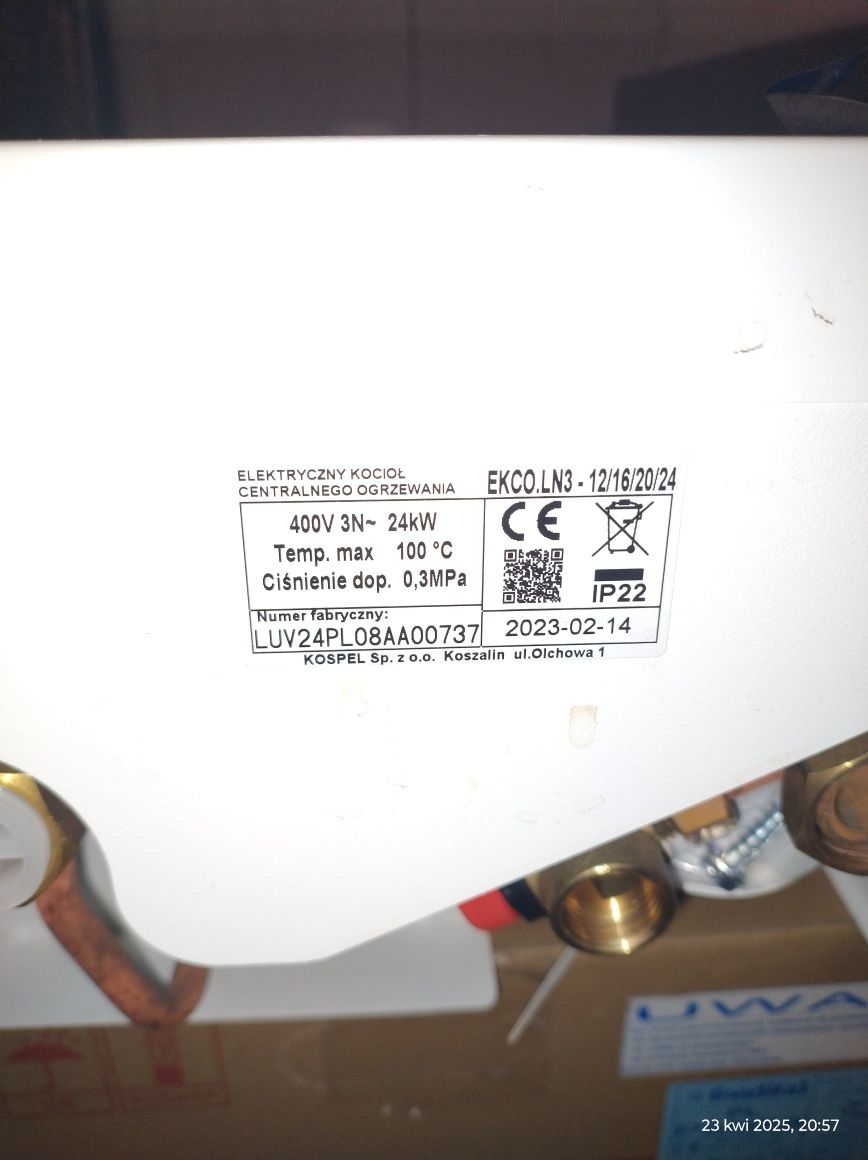 ELEKTRYCZNY KOCIOŁ
CENTRALNEGO OGRZEWANIA
EKCO.LN3 - 12/16/20/24
400V 3N~ 24kW
Temp. max 100 °C
Ciśnienie dop. 0,3MPa
CE
IP22
Numer fabryczny:
LUV24PL08AA00737
2023-02-14
KOSPEL Sp. z o.o. Koszalin ul.Olchowa 1
UWA
23 kwi 2025, 20:57